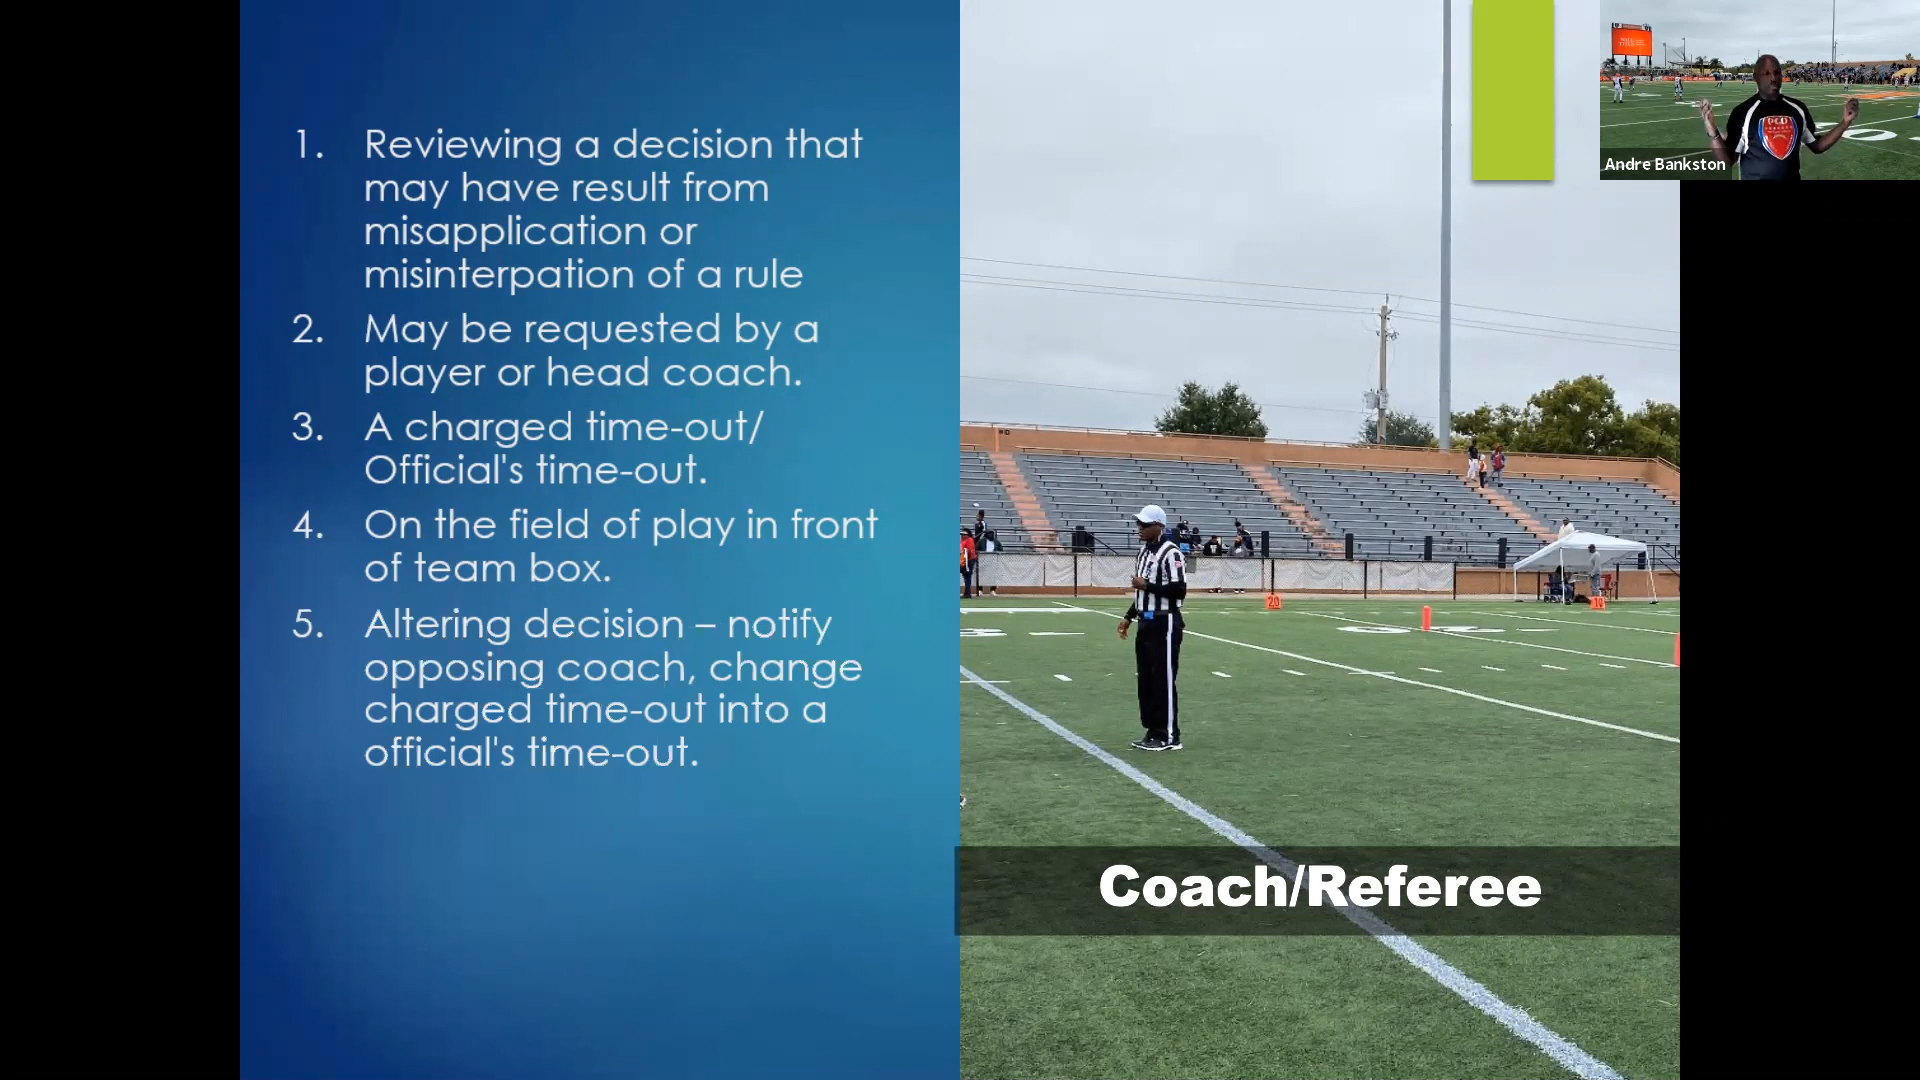 1. Reviewing a decision that
may have result from
misapplication or
misinterpation of a rule
2. May be requested by a
player or head coach.
3. A charged time-out/
Official's time-out.
4. On the field of play in front
of team box.
5. Altering decision – notify
opposing coach, change
charged time-out into a
official's time-out.
Coach/Referee
Andre Bankston
20
10